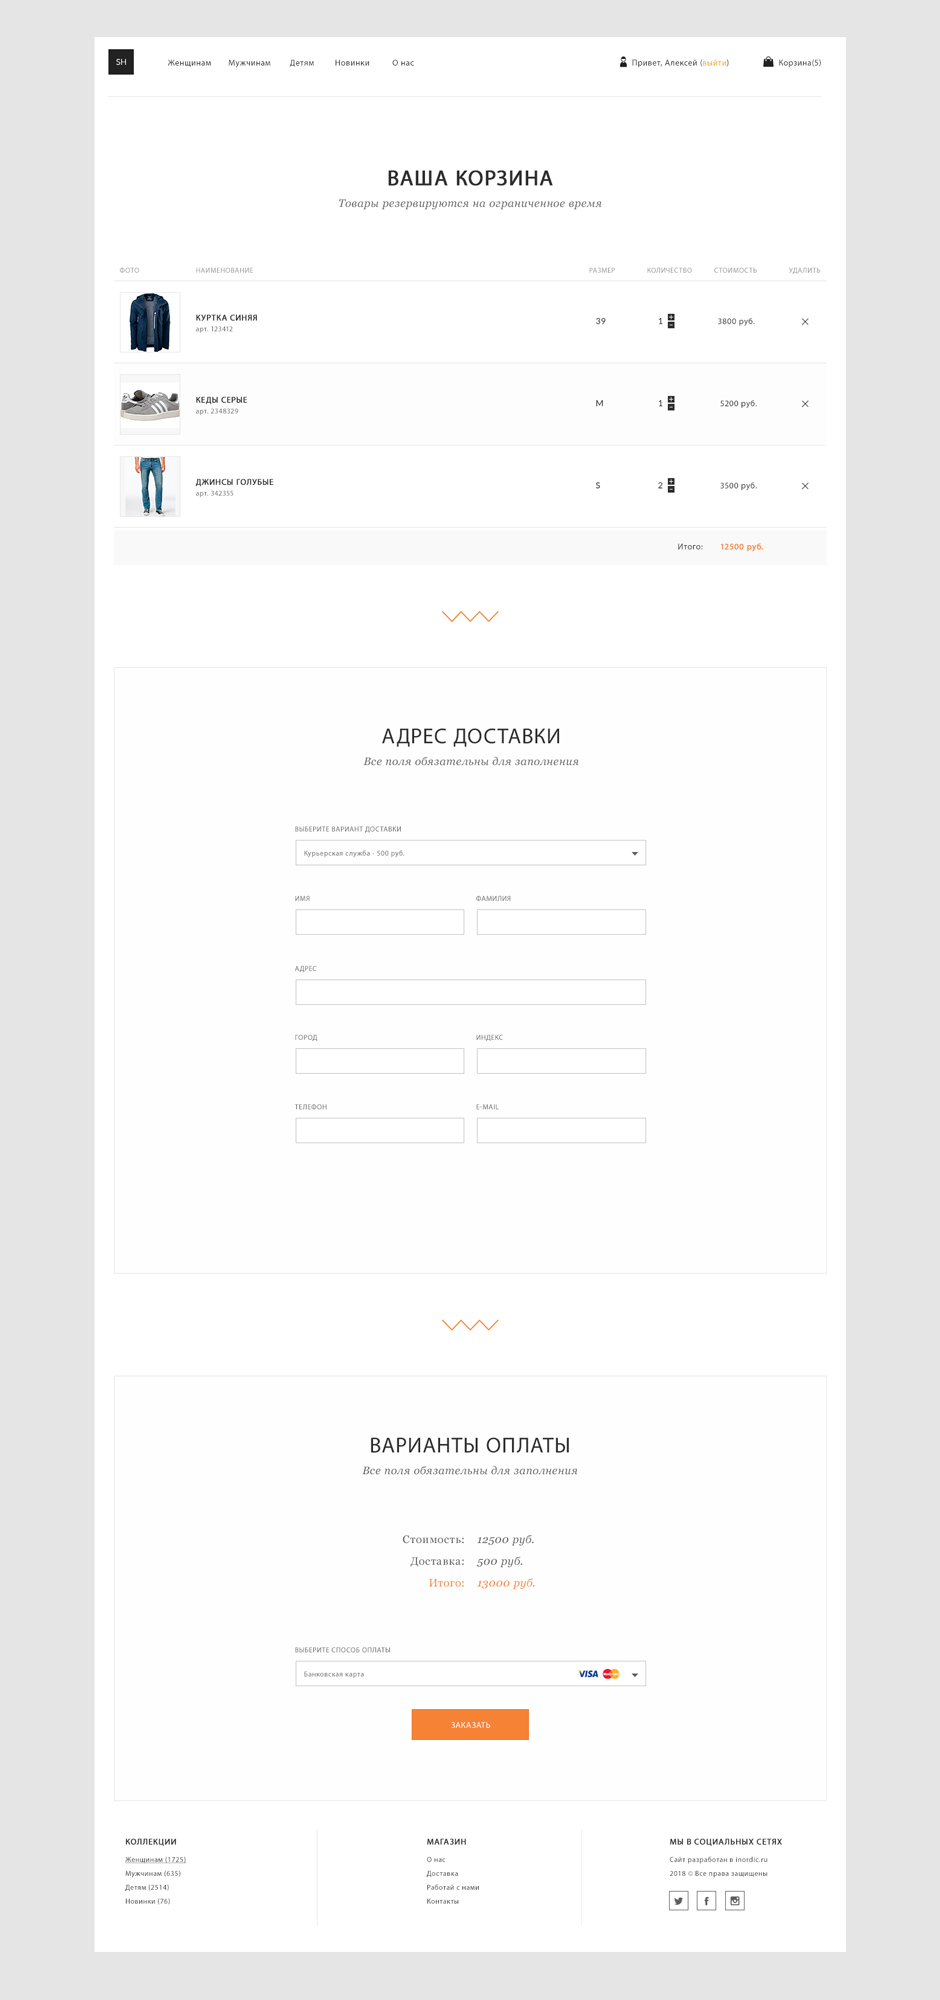 SH
Женщинам Мужчинам Детям Новинки О нас Привет, Алексей (выйти) Корзина(5)
ВАША КОРЗИНА
Товары резервируются на ограниченное время
ФОТО НАИМЕНОВАНИЕ РАЗМЕР КОЛИЧЕСТВО СТОИМОСТЬ УДАЛИТЬ
КУРТКА СИНЯЯ
арт. 123412
39 1 3800 руб.
КЕДЫ СЕРЫЕ
арт. 2348329
M 1 5200 руб.
ДЖИНСЫ ГОЛУБЫЕ
арт. 342355
S 2 3500 руб.
Итого: 12500 руб.
АДРЕС ДОСТАВКИ
Все поля обязательны для заполнения
ВЫБЕРИТЕ ВАРИАНТ ДОСТАВКИ
Курьерская служба - 500 руб.
ИМЯ ФАМИЛИЯ
АДРЕС
ГОРОД ИНДЕКС
ТЕЛЕФОН E-MAIL
ВАРИАНТЫ ОПЛАТЫ
Все поля обязательны для заполнения
Стоимость: 12500 руб.
Доставка: 500 руб.
Итого: 13000 руб.
ВЫБЕРИТЕ СПОСОБ ОПЛАТЫ
Банковская карта VISA
ЗАКАЗАТЬ
КОЛЛЕКЦИИ
Женщинам (1725)
Мужчинам (635)
Детям (2514)
Новинки (76)
МАГАЗИН
О нас
Доставка
Работай с нами
Контакты
МЫ В СОЦИАЛЬНЫХ СЕТЯХ
Сайт разработан в inordic.ru
2018 © Все права защищены